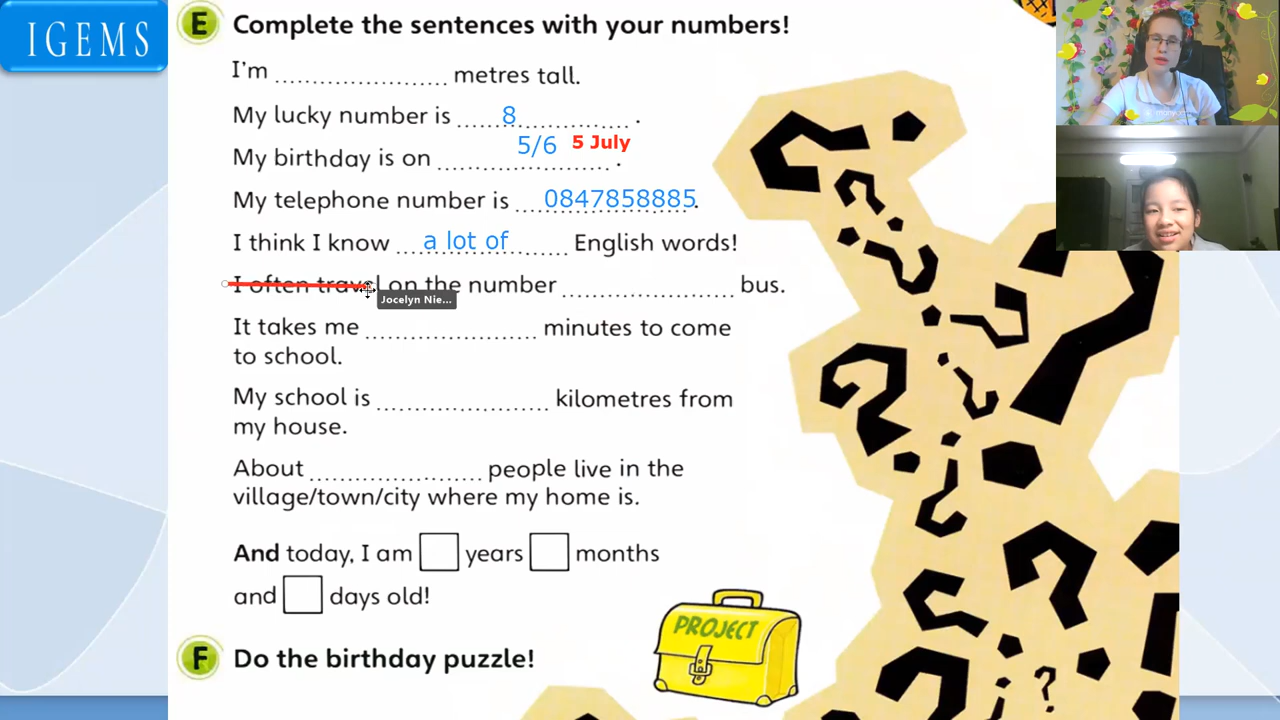 IGEMS
E Complete the sentences with your numbers!
I'm ...................... metres tall.
My lucky number is ...8................ .
My birthday is on ......5/6 5 July...... .
My telephone number is ...0847858885.
I think I know ...a lot of....... English words!
I often travel on the number ...................... bus.
Jocelyn Nie...
It takes me ...................... minutes to come
to school.
My school is ...................... kilometres from
my house.
About ...................... people live in the
village/town/city where my home is.
And today, I am years months
and days old!
PROJECT
F Do the birthday puzzle!